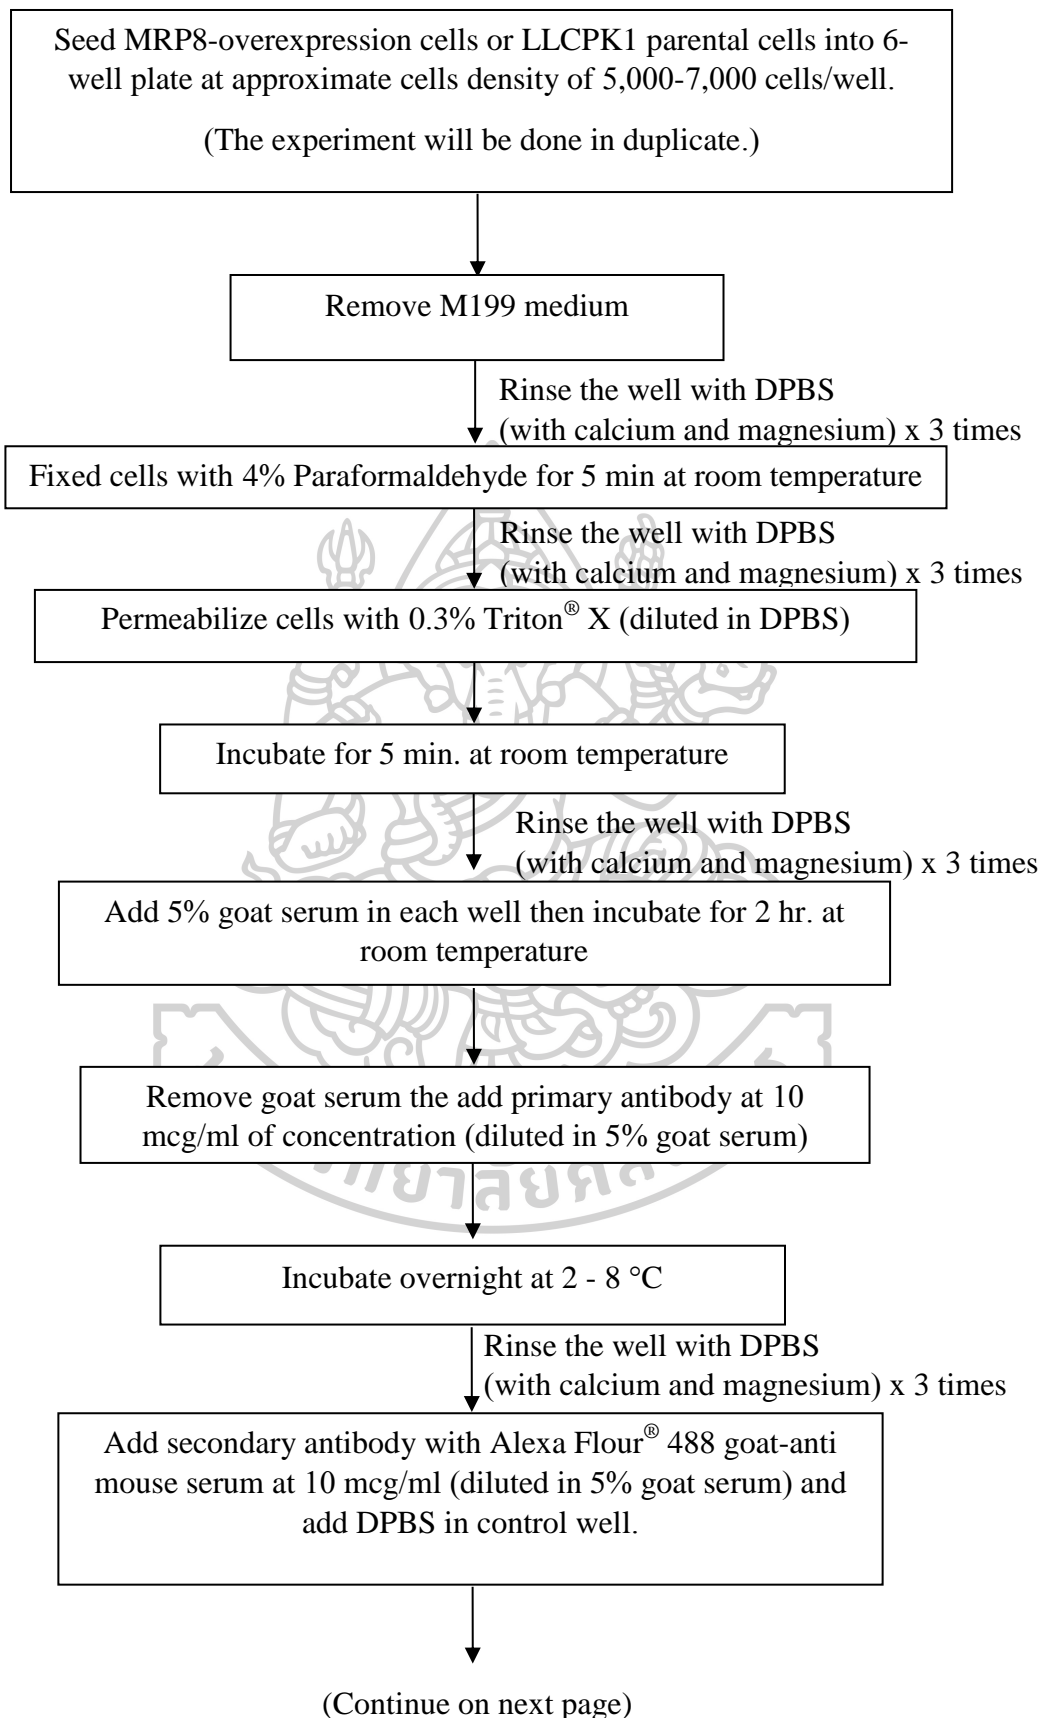 Seed MRP8-overexpression cells or LLCPK1 parental cells into 6-
well plate at approximate cells density of 5,000-7,000 cells/well.
(The experiment will be done in duplicate.)
Remove M199 medium
Rinse the well with DPBS
(with calcium and magnesium) x 3 times
Fixed cells with 4% Paraformaldehyde for 5 min at room temperature
Rinse the well with DPBS
(with calcium and magnesium) x 3 times
Permeabilize cells with 0.3% Triton® X (diluted in DPBS)
Incubate for 5 min. at room temperature
Rinse the well with DPBS
(with calcium and magnesium) x 3 times
Add 5% goat serum in each well then incubate for 2 hr. at
room temperature
Remove goat serum the add primary antibody at 10
mcg/ml of concentration (diluted in 5% goat serum)
Incubate overnight at 2 - 8 °C
Rinse the well with DPBS
(with calcium and magnesium) x 3 times
Add secondary antibody with Alexa Flour® 488 goat-anti
mouse serum at 10 mcg/ml (diluted in 5% goat serum) and
add DPBS in control well.
(Continue on next page)